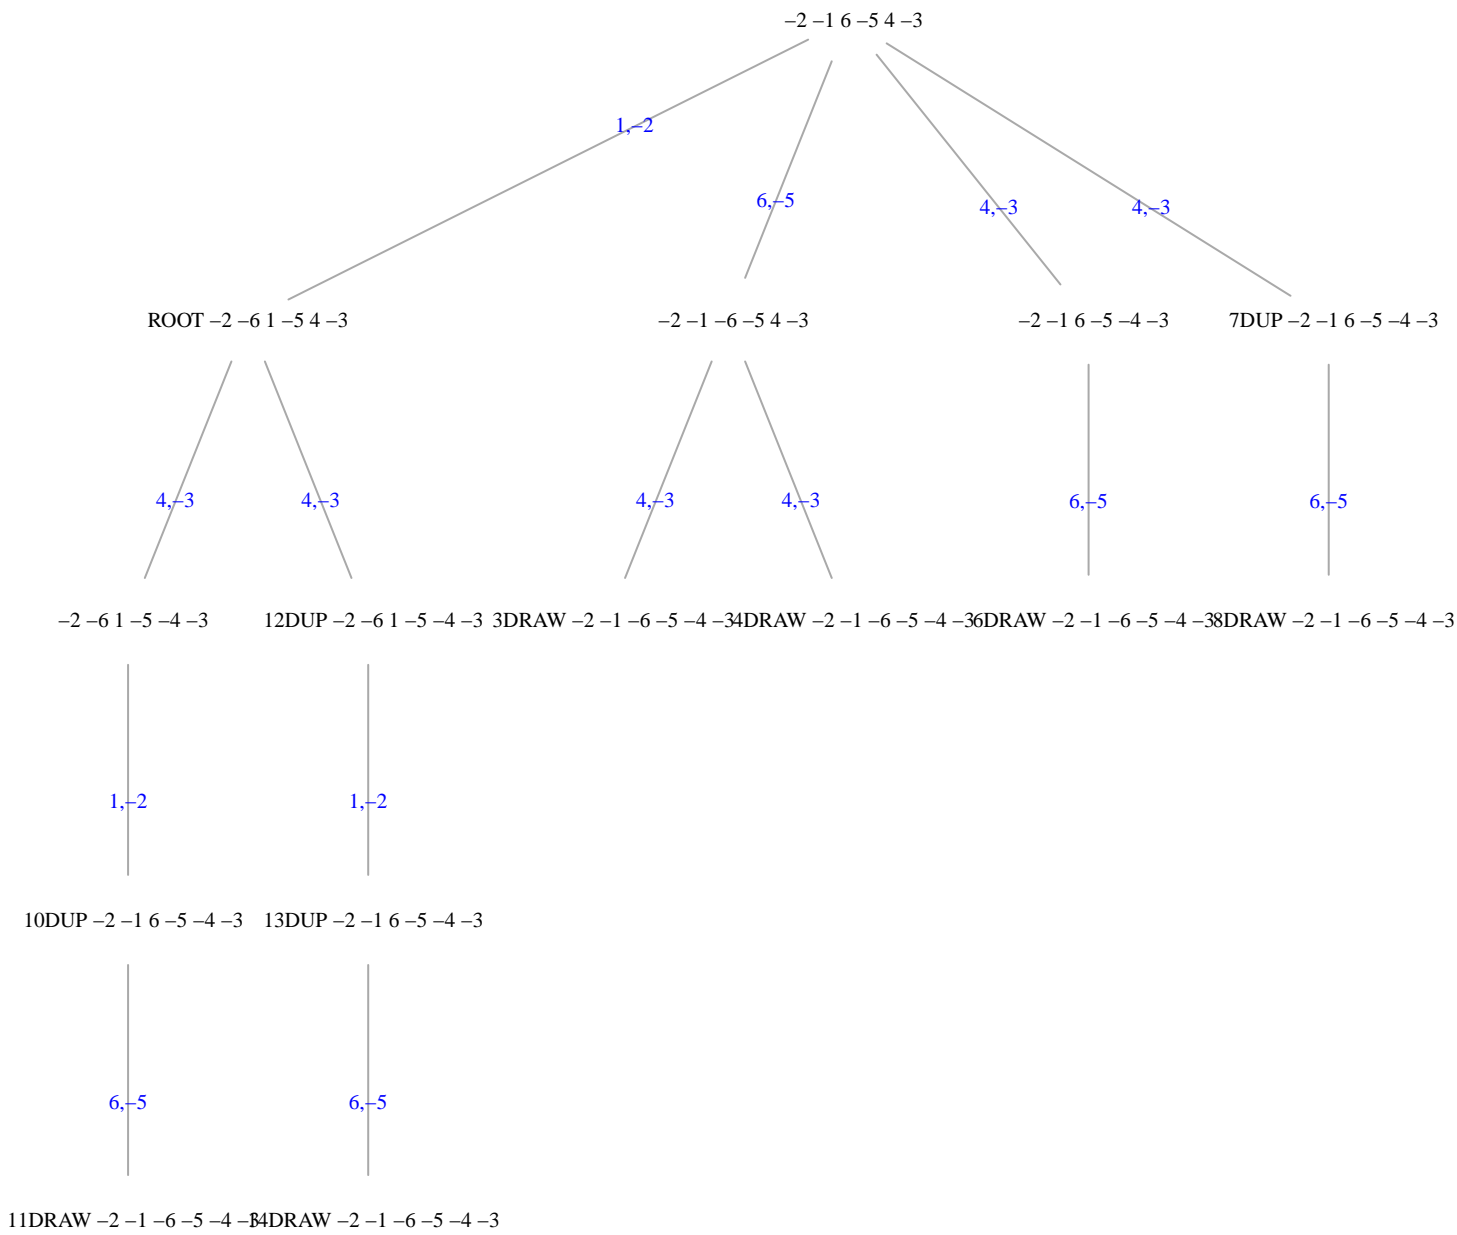 –2 –1 6 –5 4 –3
1,–2
6,–5
4,–3
4,–3
ROOT –2 –6 1 –5 4 –3
–2 –1 –6 –5 4 –3
–2 –1 6 –5 –4 –3
7DUP –2 –1 6 –5 –4 –3
4,–3
4,–3
4,–3
4,–3
6,–5
6,–5
–2 –6 1 –5 –4 –3
12DUP –2 –6 1 –5 –4 –3
3DRAW –2 –1 –6 –5 –4 –3
4DRAW –2 –1 –6 –5 –4 –3
6DRAW –2 –1 –6 –5 –4 –3
8DRAW –2 –1 –6 –5 –4 –3
1,–2
1,–2
10DUP –2 –1 6 –5 –4 –3
13DUP –2 –1 6 –5 –4 –3
6,–5
6,–5
11DRAW –2 –1 –6 –5 –4 –3
14DRAW –2 –1 –6 –5 –4 –3